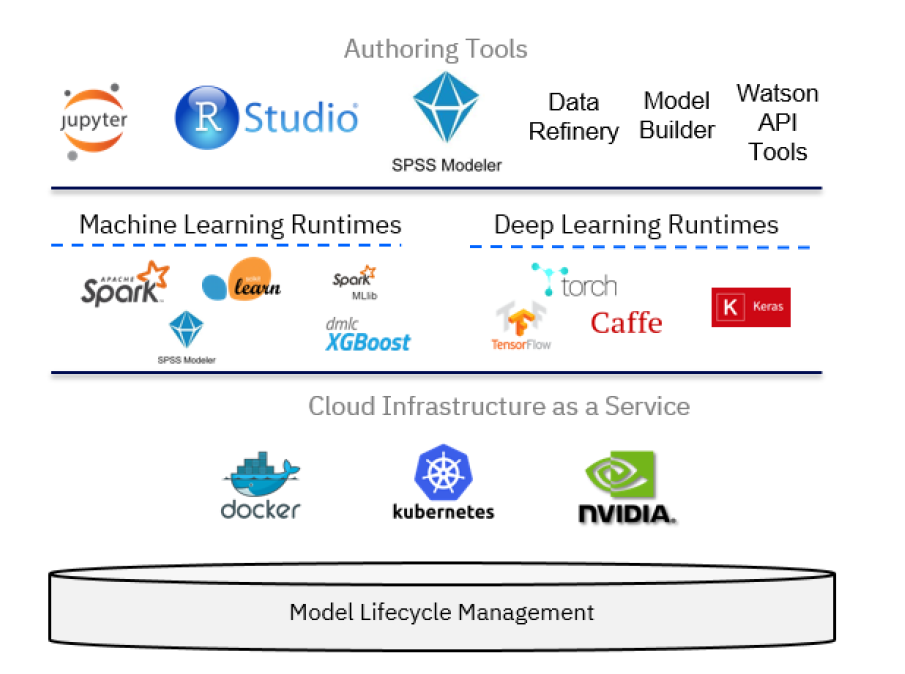 Authoring Tools
jupyter
R Studio
SPSS Modeler
Data
Refinery
Model
Builder
Watson
API
Tools
Machine Learning Runtimes
Deep Learning Runtimes
APACHE
Spark
learn
Spark
MLlib
SPSS Modeler
dmlc
XGBoost
torch
TensorFlow
Caffe
K Keras
Cloud Infrastructure as a Service
docker
kubernetes
NVIDIA.
Model Lifecycle Management